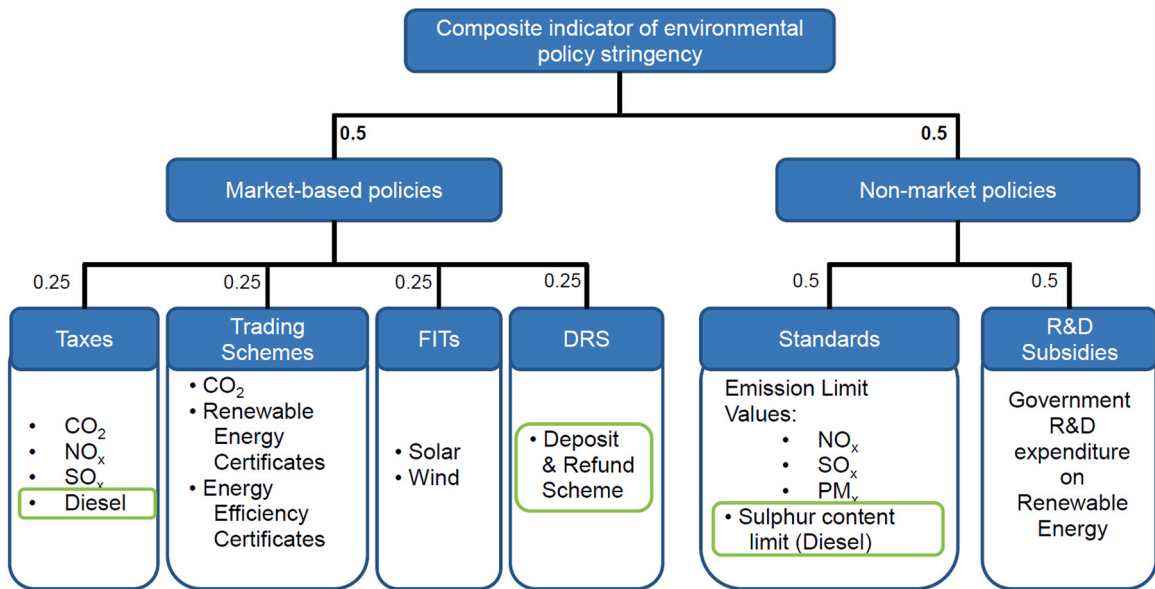 Composite indicator of environmental
policy stringency
0.5
0.5
Market-based policies
Non-market policies
0.25
0.25
0.25
0.25
0.5
0.5
Taxes
• CO₂
• NOₓ
• SOₓ
• Diesel
Trading
Schemes
• CO₂
• Renewable
Energy
Certificates
• Energy
Efficiency
Certificates
FITs
• Solar
• Wind
DRS
• Deposit
& Refund
Scheme
Standards
Emission Limit
Values:
• NOₓ
• SOₓ
• PMₓ
• Sulphur content
limit (Diesel)
R&D
Subsidies
Government
R&D
expenditure
on
Renewable
Energy